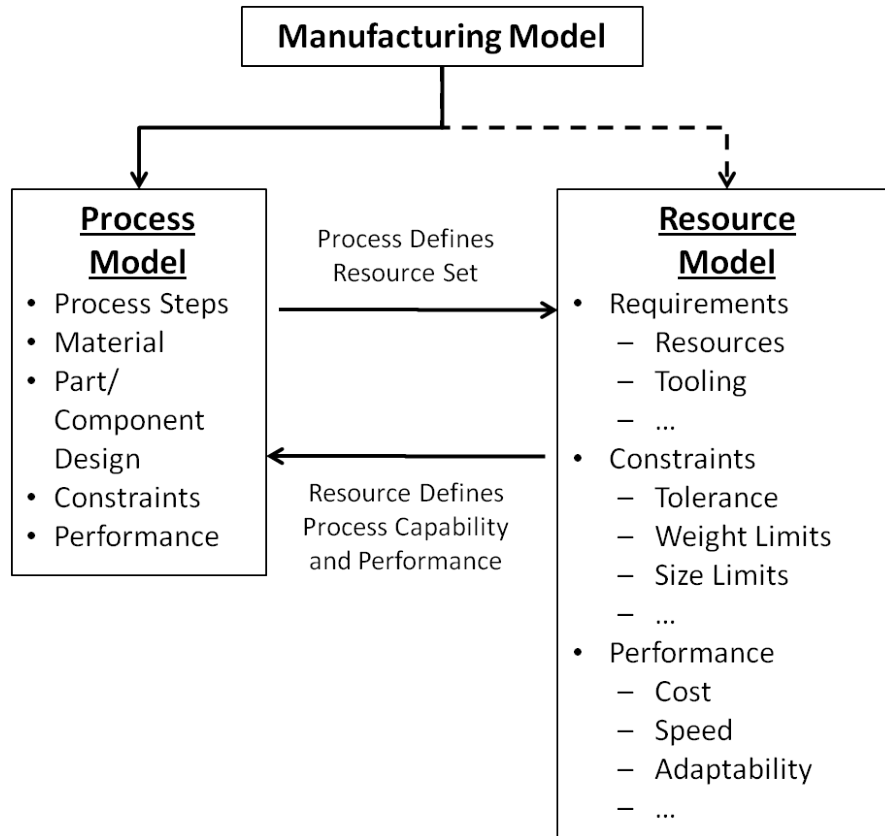 Manufacturing Model
Process
Model
• Process Steps
• Material
• Part/
Component
Design
• Constraints
• Performance
Process Defines
Resource Set
Resource Defines
Process Capability
and Performance
Resource
Model
• Requirements
– Resources
– Tooling
– ...
• Constraints
– Tolerance
– Weight Limits
– Size Limits
– ...
• Performance
– Cost
– Speed
– Adaptability
– ...